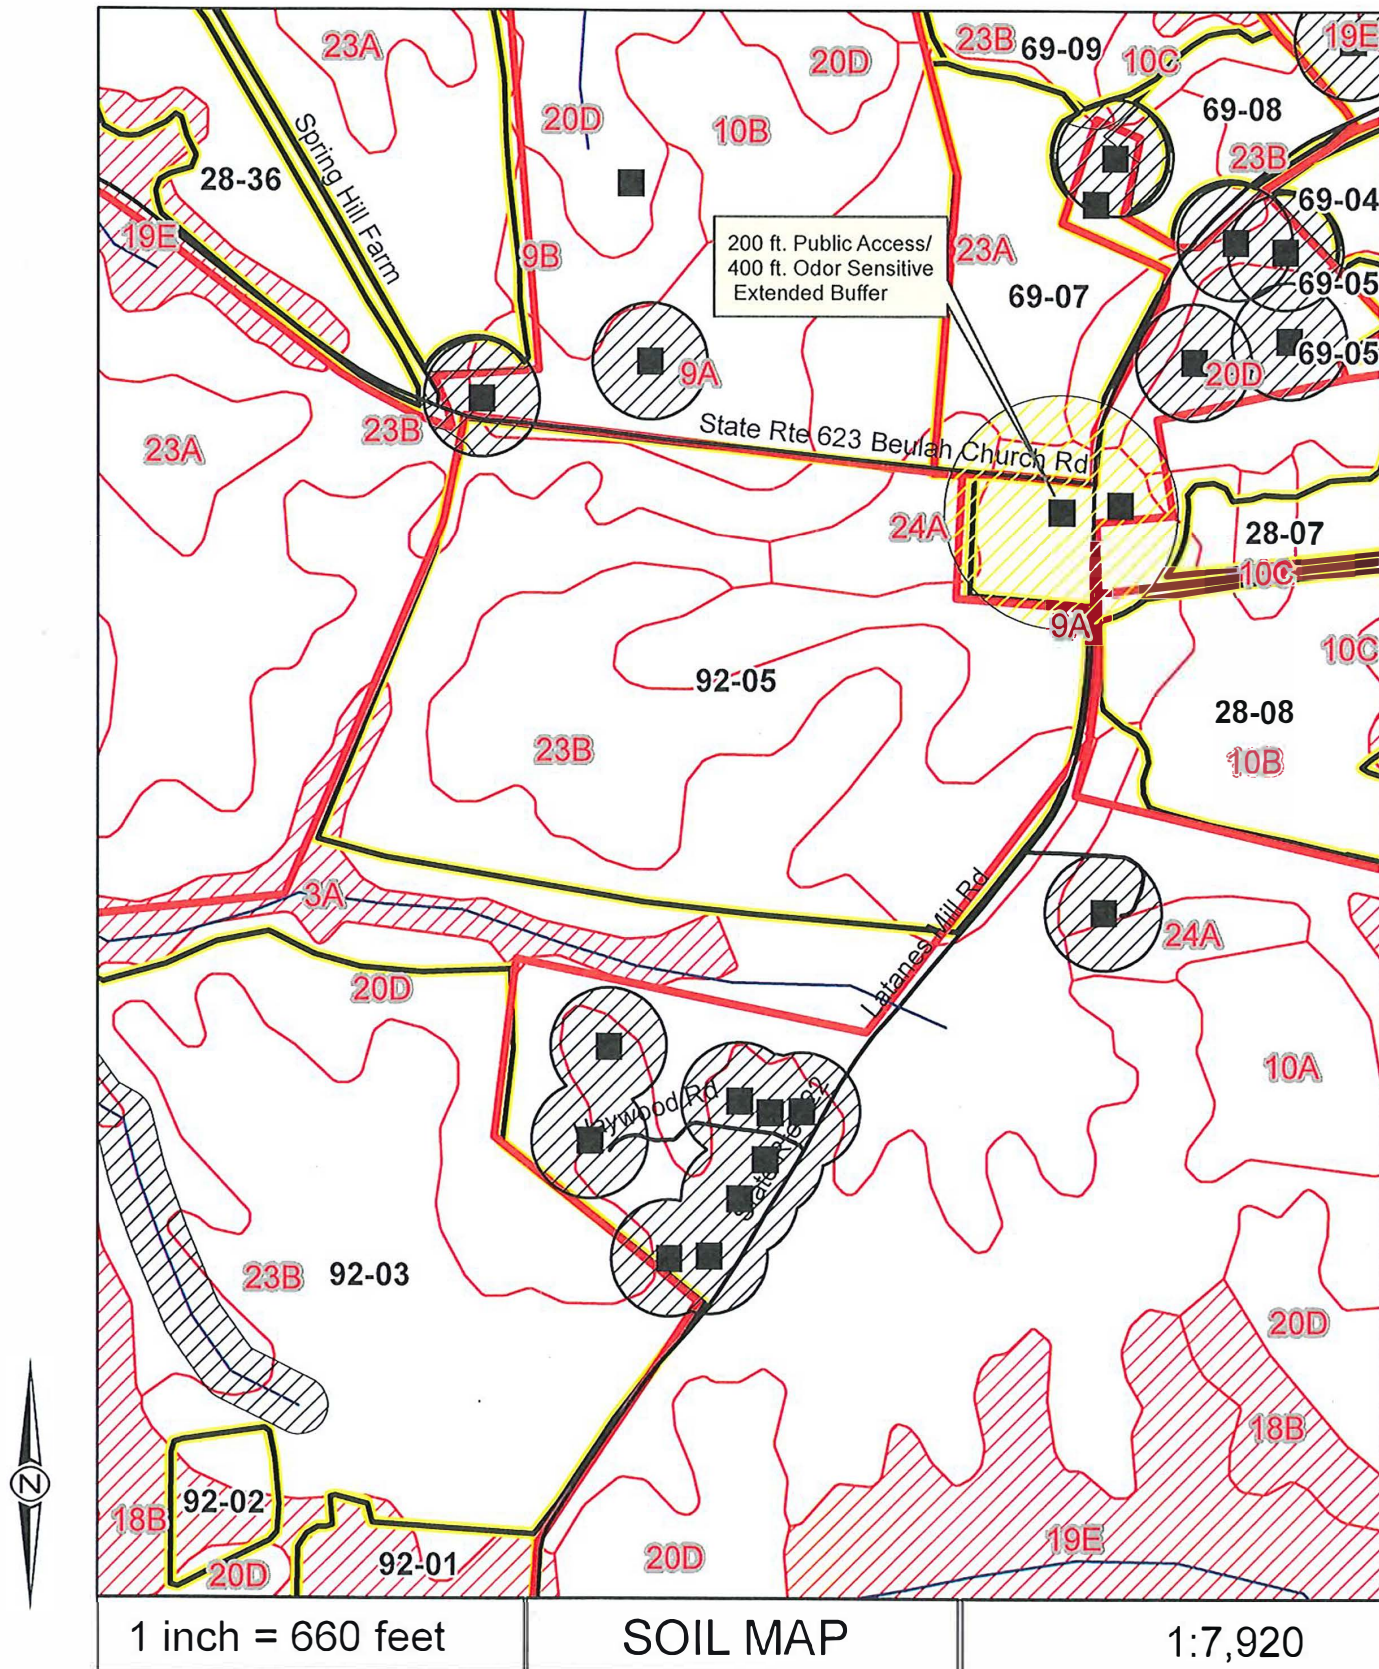 23A
23B
69-09
20D
10C
19E
20D
10B
69-08
Spring Hill Farm
23B
28-36
69-04
19E
9B
200 ft. Public Access/
400 ft. Odor Sensitive
Extended Buffer
23A
69-07
69-05
69-05
9A
20D
23B
State Rte 623 Beulah Church Rd
23A
24A
28-07
10C
9A
10C
92-05
28-08
23B
10B
3A
Latanes Mill Rd
24A
20D
10A
Rd
23B
92-03
20D
18B
92-02
18B
19E
92-01
20D
20D
N
1 inch = 660 feet
SOIL MAP
1:7,920